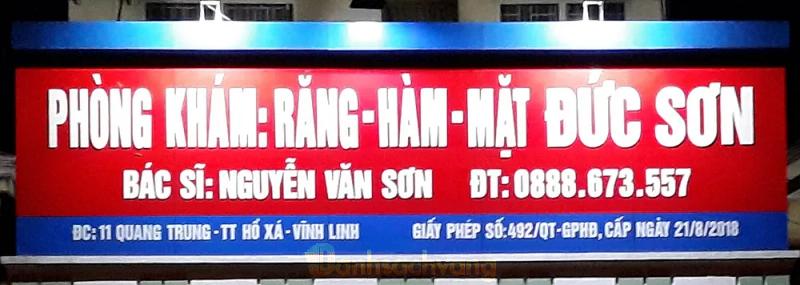 PHÒNG KHÁM: RĂNG-HÀM-MẶT ĐỨC SƠN
BÁC SĨ: NGUYỄN VĂN SƠN ĐT: 0888.673.557
ĐC: 11 QUANG TRUNG-TT HỒ XÁ-VĨNH LINH GIẤY PHÉP SỐ:492/QT-GPHĐ, CẤP NGÀY 21/8/2018
Danhsachvang